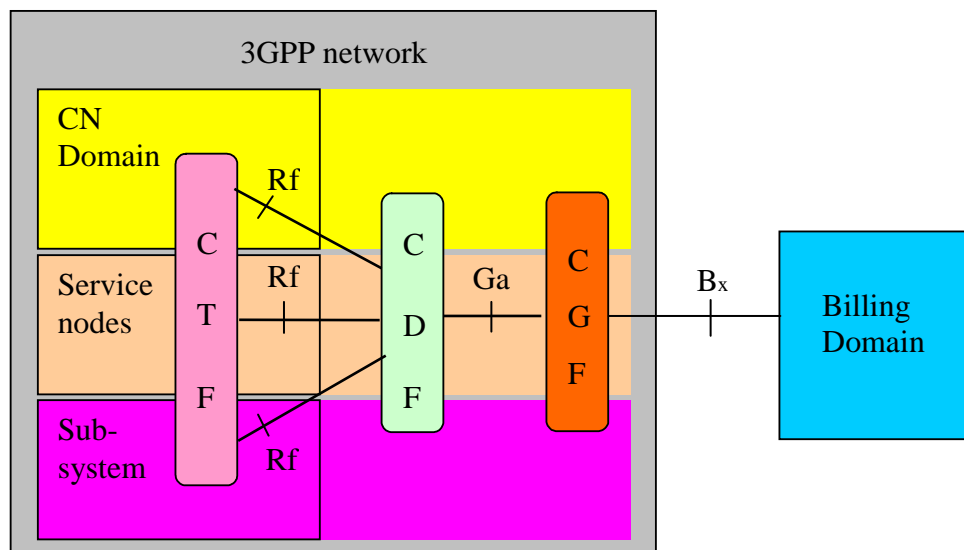 3GPP network
CN
Domain
Rf
C
T
F
Service
nodes
Rf
Sub-
system
Rf
C
D
F
Ga
C
G
F
Bx
Billing
Domain